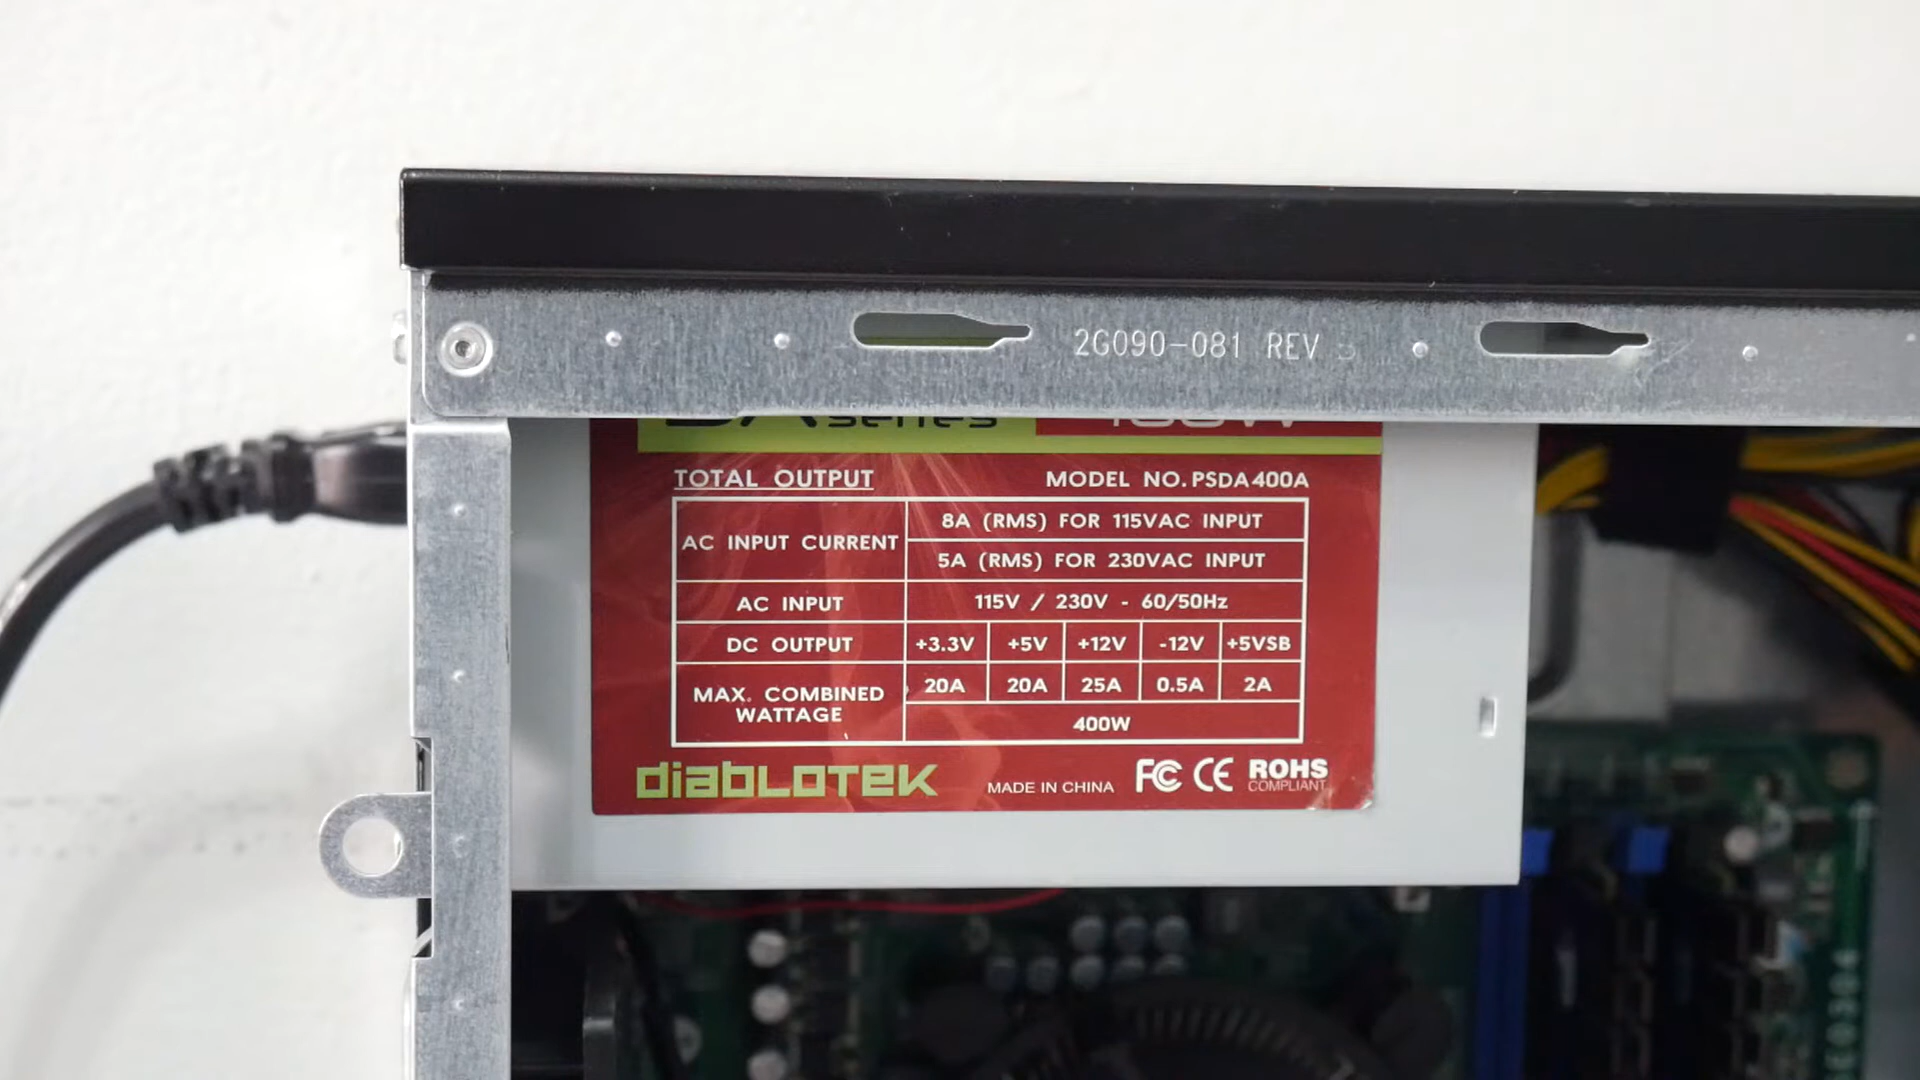 2G090-081 REV
series 400W
TOTAL OUTPUT
MODEL NO. PSDA400A
AC INPUT CURRENT
8A (RMS) FOR 115VAC INPUT
5A (RMS) FOR 230VAC INPUT
AC INPUT
115V / 230V - 60/50Hz
DC OUTPUT
+3.3V +5V +12V -12V +5VSB
MAX. COMBINED
WATTAGE
20A 20A 25A 0.5A 2A
400W
diabLOTEK
MADE IN CHINA
FC CE ROHS
COMPLIANT